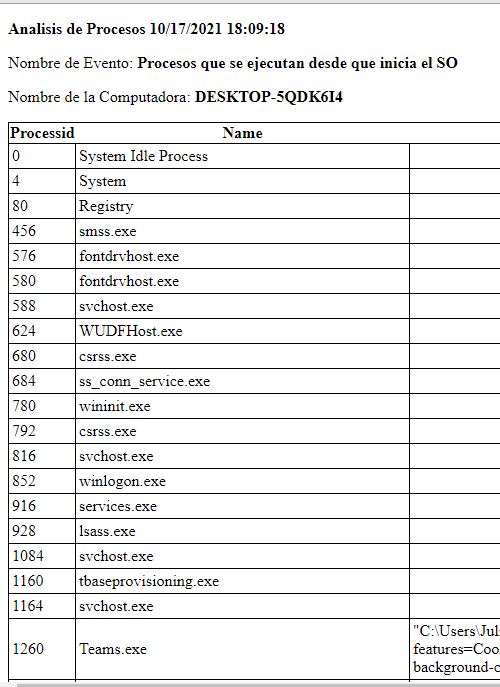 Analisis de Procesos 10/17/2021 18:09:18
Nombre de Evento: Procesos que se ejecutan desde que inicia el SO
Nombre de la Computadora: DESKTOP-5QDK6I4
Processid Name
0 System Idle Process
4 System
80 Registry
456 smss.exe
576 fontdrvhost.exe
580 fontdrvhost.exe
588 svchost.exe
624 WUDFHost.exe
680 csrss.exe
684 ss_conn_service.exe
780 wininit.exe
792 csrss.exe
816 svchost.exe
852 winlogon.exe
916 services.exe
928 lsass.exe
1084 svchost.exe
1160 tbaseprovisioning.exe
1164 svchost.exe
1260 Teams.exe
"C:\Users\Jul
features=Coo
background-c